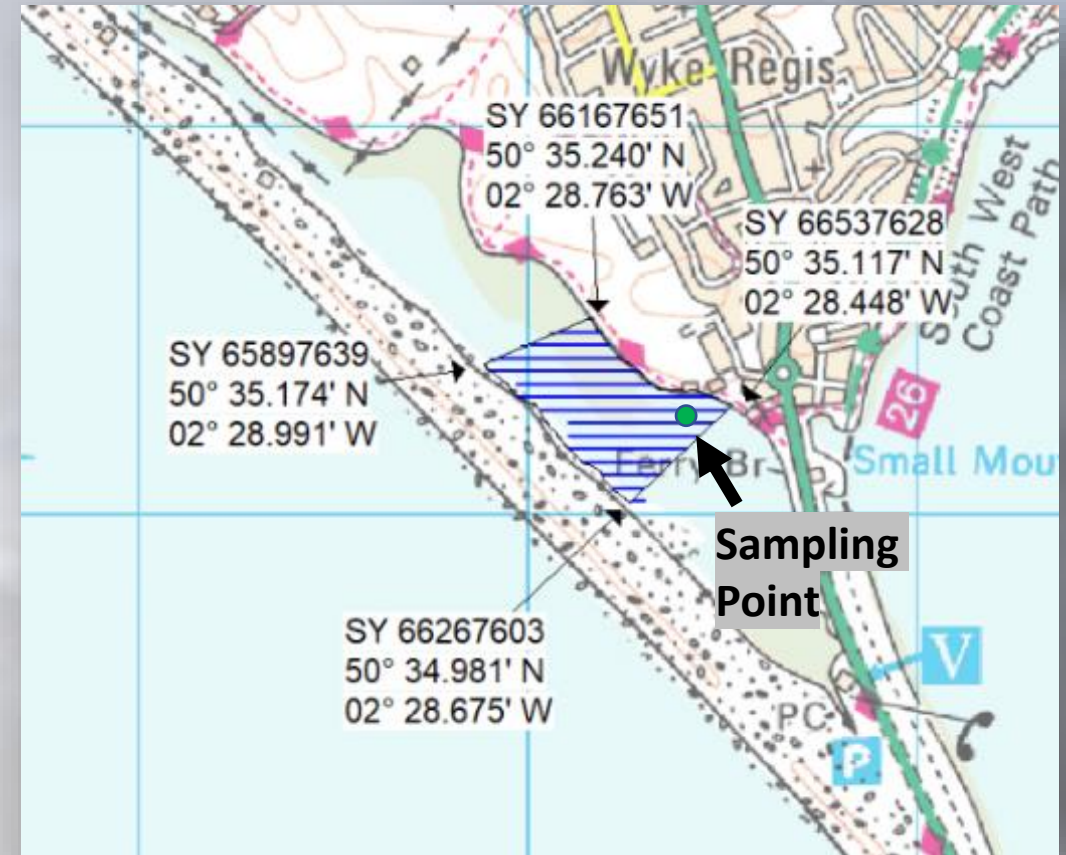 Wyke Regis
SY 66167651
50° 35.240' N
02° 28.763' W
SY 66537628
50° 35.117' N
02° 28.448' W
South West
Coast Path
SY 65897639
50° 35.174' N
02° 28.991' W
26
Ferry Br
Small Mou
Sampling
Point
SY 66267603
50° 34.981' N
02° 28.675' W
V
PC
P